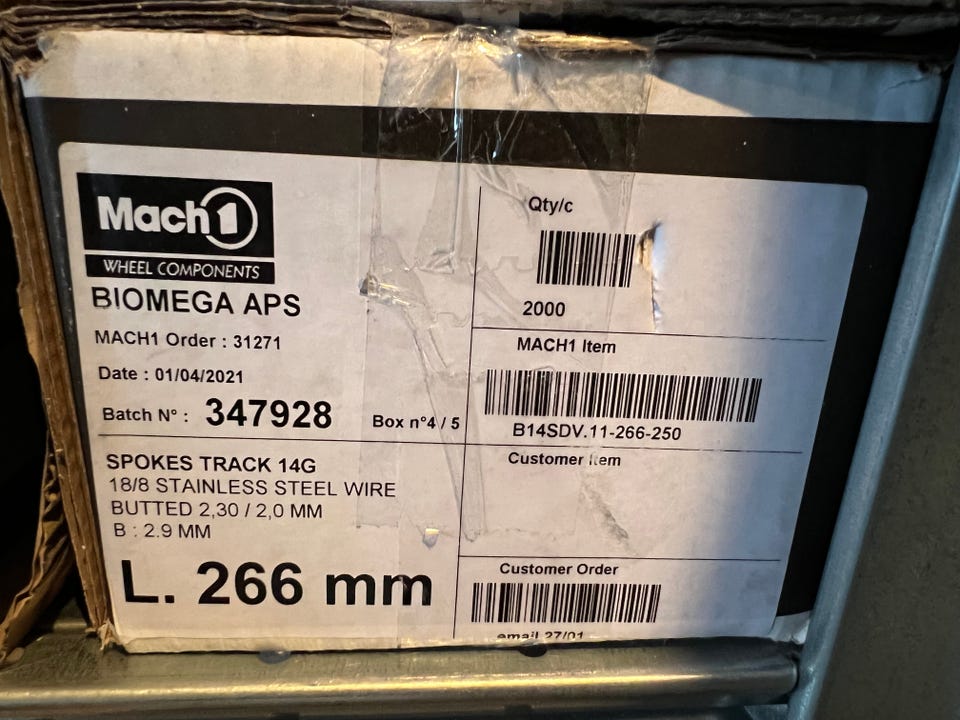 Mach1
WHEEL COMPONENTS
BIOMEGA APS
MACH1 Order : 31271
Date : 01/04/2021
Batch N° : 347928 Box n°4 / 5
SPOKES TRACK 14G
18/8 STAINLESS STEEL WIRE
BUTTED 2,30 / 2,0 MM
B : 2.9 MM
L. 266 mm
Qty/c
2000
MACH1 Item
B14SDV.11-266-250
Customer Item
Customer Order
email 27/01